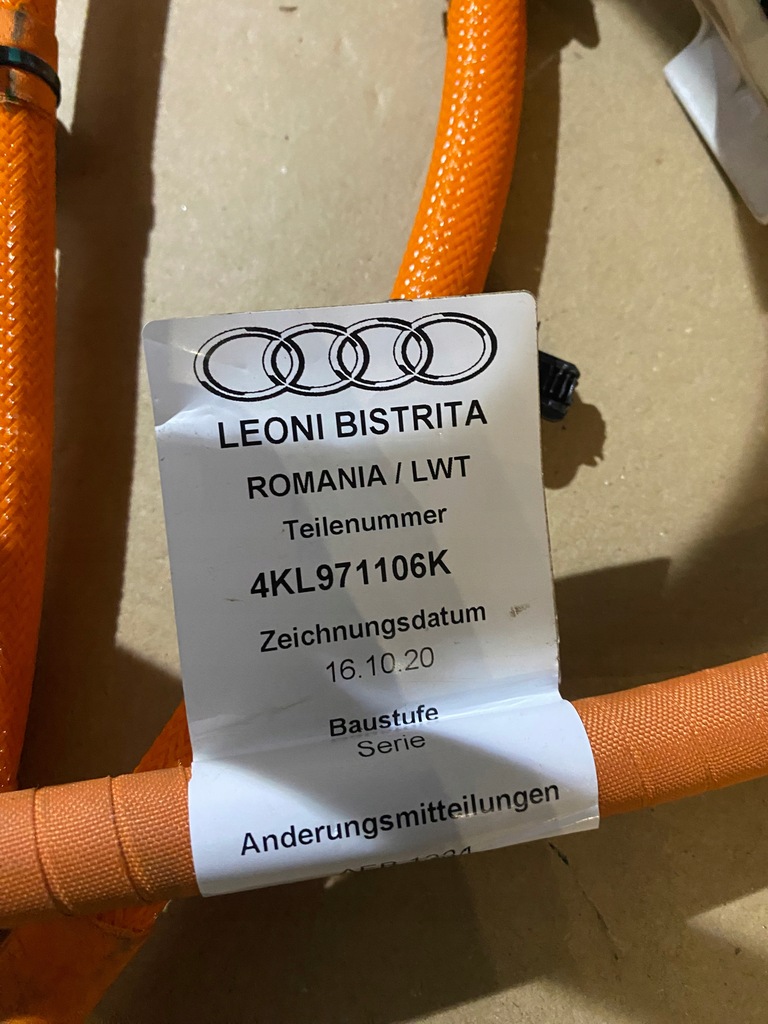 LEONI BISTRITA
ROMANIA / LWT
Teilenummer
4KL971106K
Zeichnungsdatum
16.10.20
Baustufe
Serie
Anderungsmitteilungen